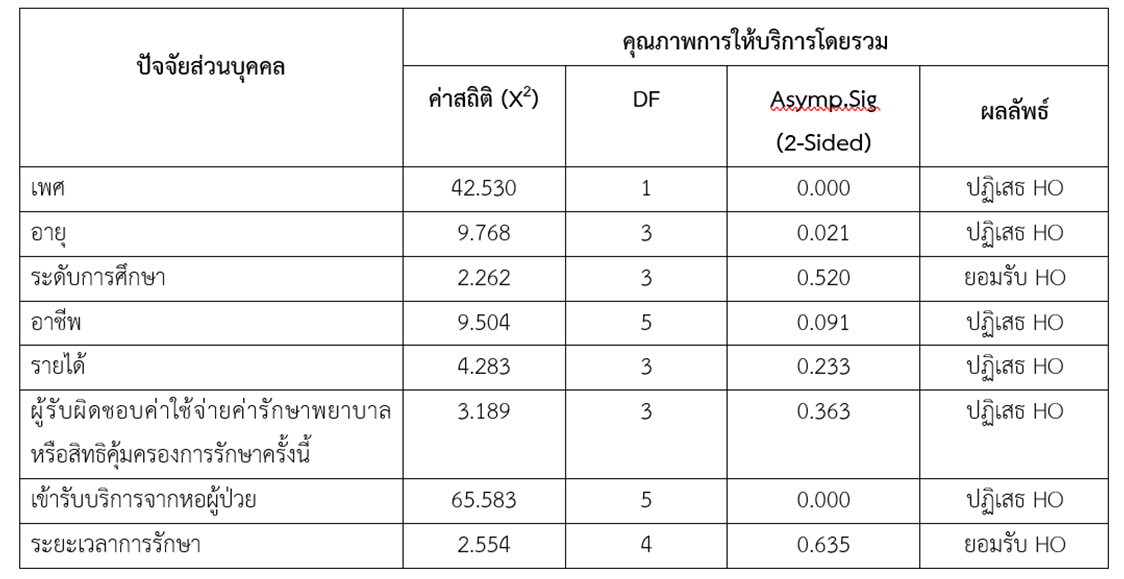 ปัจจัยส่วนบุคคล
คุณภาพการให้บริการโดยรวม
ค่าสถิติ (X²) DF Asymp.Sig (2-Sided) ผลลัพธ์
เพศ 42.530 1 0.000 ปฏิเสธ HO
อายุ 9.768 3 0.021 ปฏิเสธ HO
ระดับการศึกษา 2.262 3 0.520 ยอมรับ HO
อาชีพ 9.504 5 0.091 ปฏิเสธ HO
รายได้ 4.283 3 0.233 ปฏิเสธ HO
ผู้รับผิดชอบค่าใช้จ่ายค่ารักษาพยาบาล 3.189 3 0.363 ปฏิเสธ HO
หรือสิทธิคุ้มครองการรักษาครั้งนี้
เข้ารับบริการจากหอผู้ป่วย 65.583 5 0.000 ปฏิเสธ HO
ระยะเวลาการรักษา 2.554 4 0.635 ยอมรับ HO